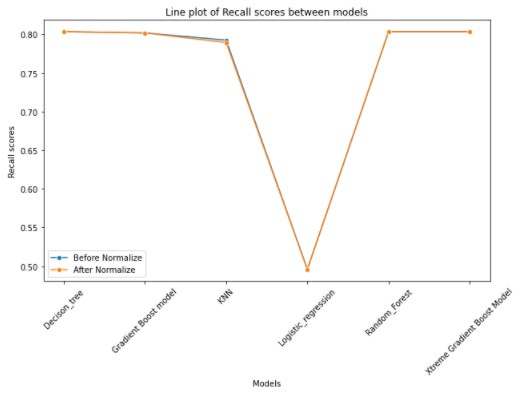 Line plot of Recall scores between models
Recall scores
0.80
0.75
0.70
0.65
0.60
0.55
0.50
Before Normalize
After Normalize
Decison_tree
Gradient Boost model
KNN
Logistic_regression
Random_Forest
Xtreme Gradient Boost Model
Models